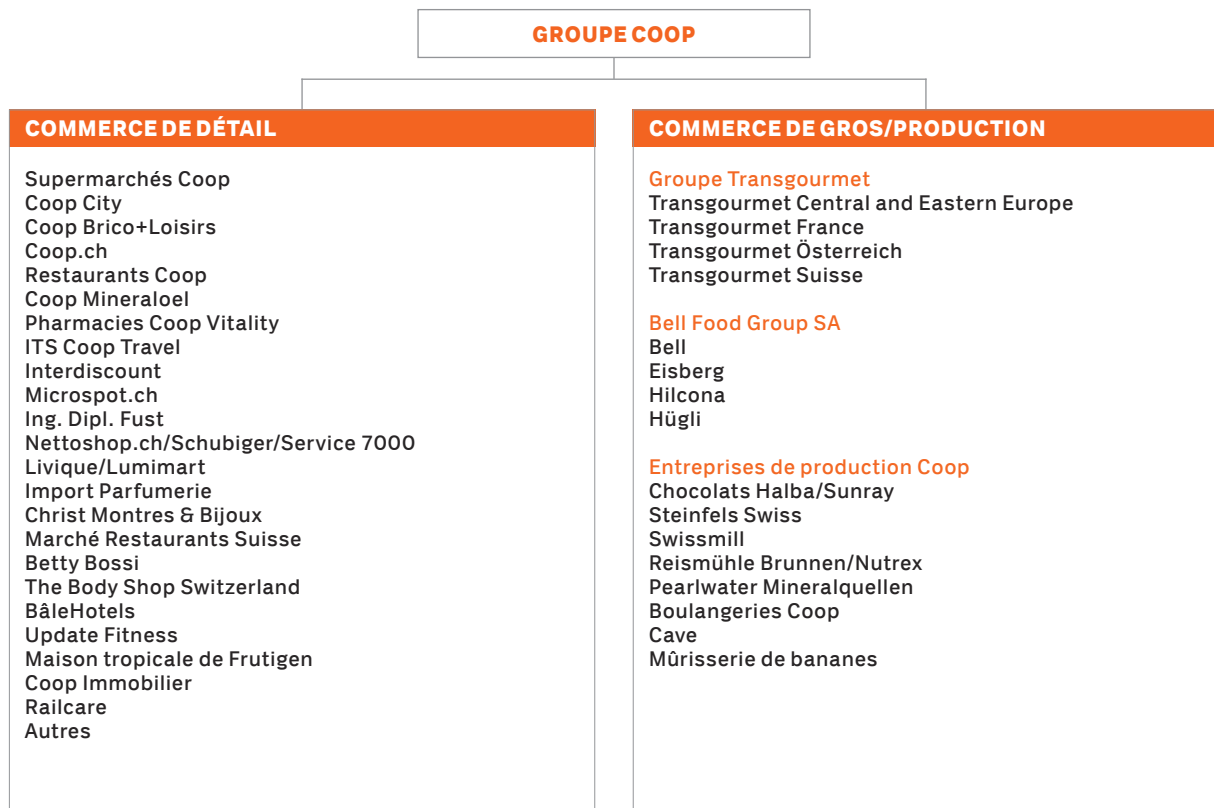 GROUPE COOP
COMMERCE DE DÉTAIL
Supermarchés Coop
Coop City
Coop Brico+Loisirs
Coop.ch
Restaurants Coop
Coop Mineraloel
Pharmacies Coop Vitality
ITS Coop Travel
Interdiscount
Microspot.ch
Ing. Dipl. Fust
Nettoshop.ch/Schubiger/Service 7000
Livique/Lumimart
Import Parfumerie
Christ Montres & Bijoux
Marché Restaurants Suisse
Betty Bossi
The Body Shop Switzerland
BâleHotels
Update Fitness
Maison tropicale de Frutigen
Coop Immobilier
Railcare
Autres
COMMERCE DE GROS/PRODUCTION
Groupe Transgourmet
Transgourmet Central and Eastern Europe
Transgourmet France
Transgourmet Österreich
Transgourmet Suisse
Bell Food Group SA
Bell
Eisberg
Hilcona
Hügli
Entreprises de production Coop
Chocolats Halba/Sunray
Steinfels Swiss
Swissmill
Reismühle Brunnen/Nutrex
Pearlwater Mineralquellen
Boulangeries Coop
Cave
Mûrisserie de bananes